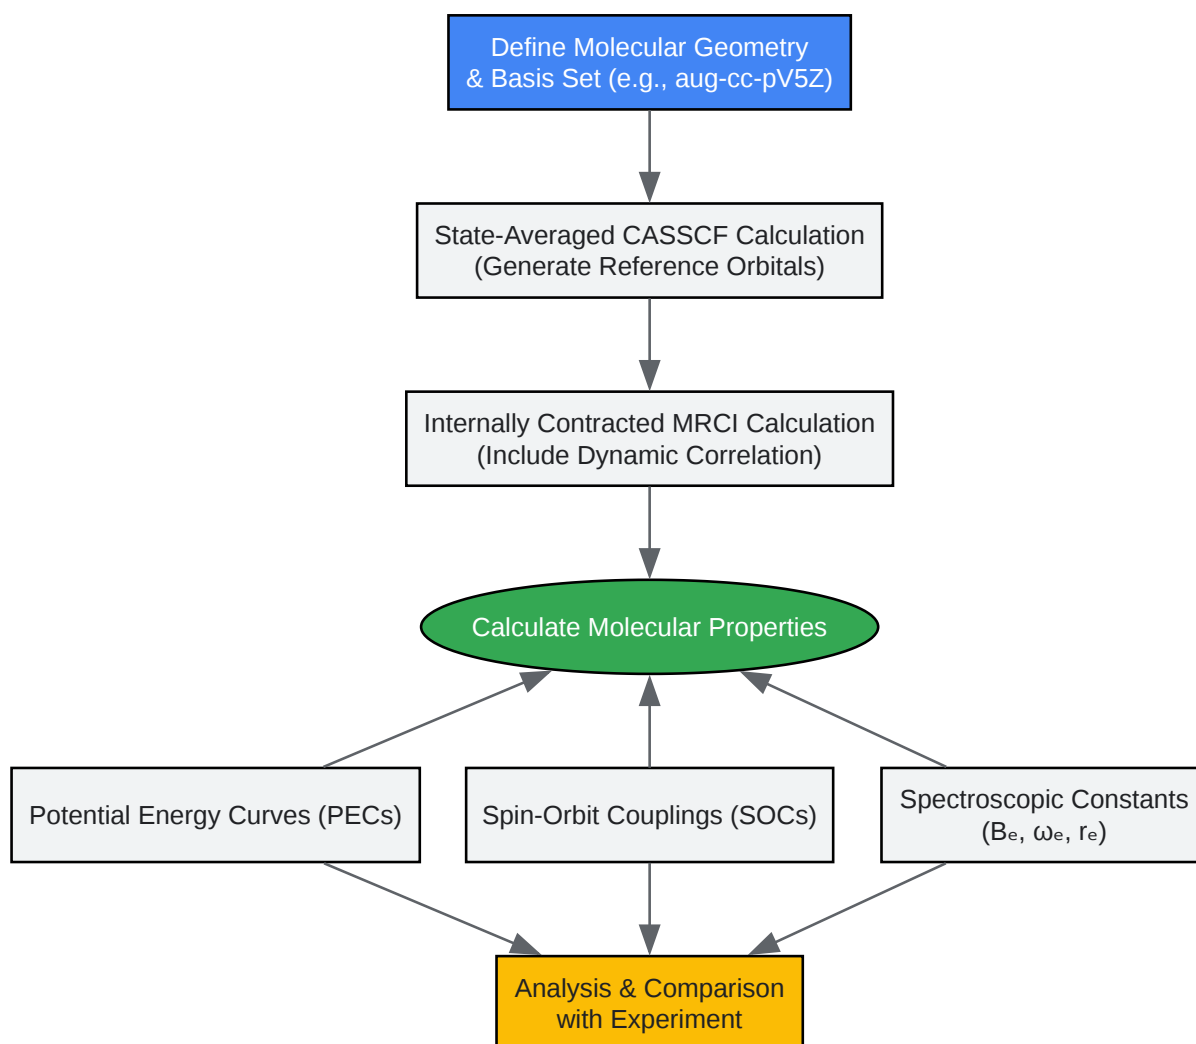 Define Molecular Geometry
& Basis Set (e.g., aug-cc-pV5Z)
State-Averaged CASSCF Calculation
(Generate Reference Orbitals)
Internally Contracted MRCI Calculation
(Include Dynamic Correlation)
Calculate Molecular Properties
Potential Energy Curves (PECs)
Spin-Orbit Couplings (SOCs)
Spectroscopic Constants
(Bₑ, ωₑ, rₑ)
Analysis & Comparison
with Experiment